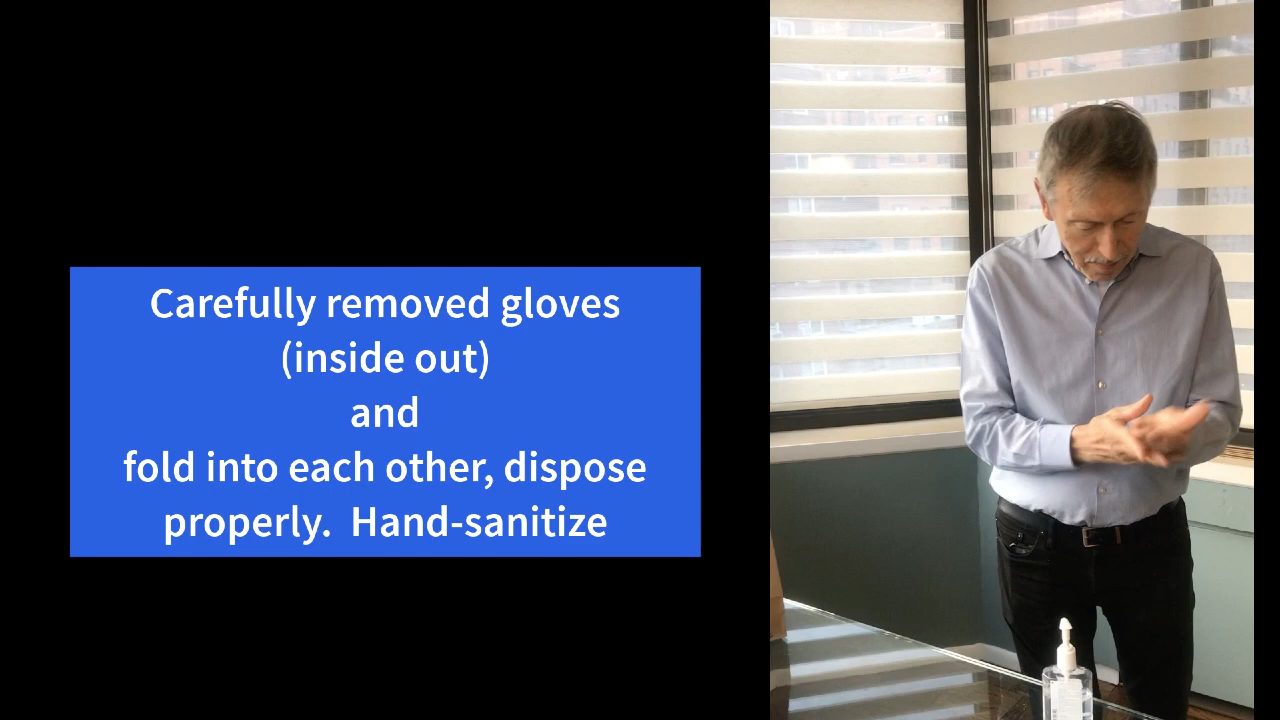 Carefully removed gloves
(inside out)
and
fold into each other, dispose
properly.  Hand-sanitize